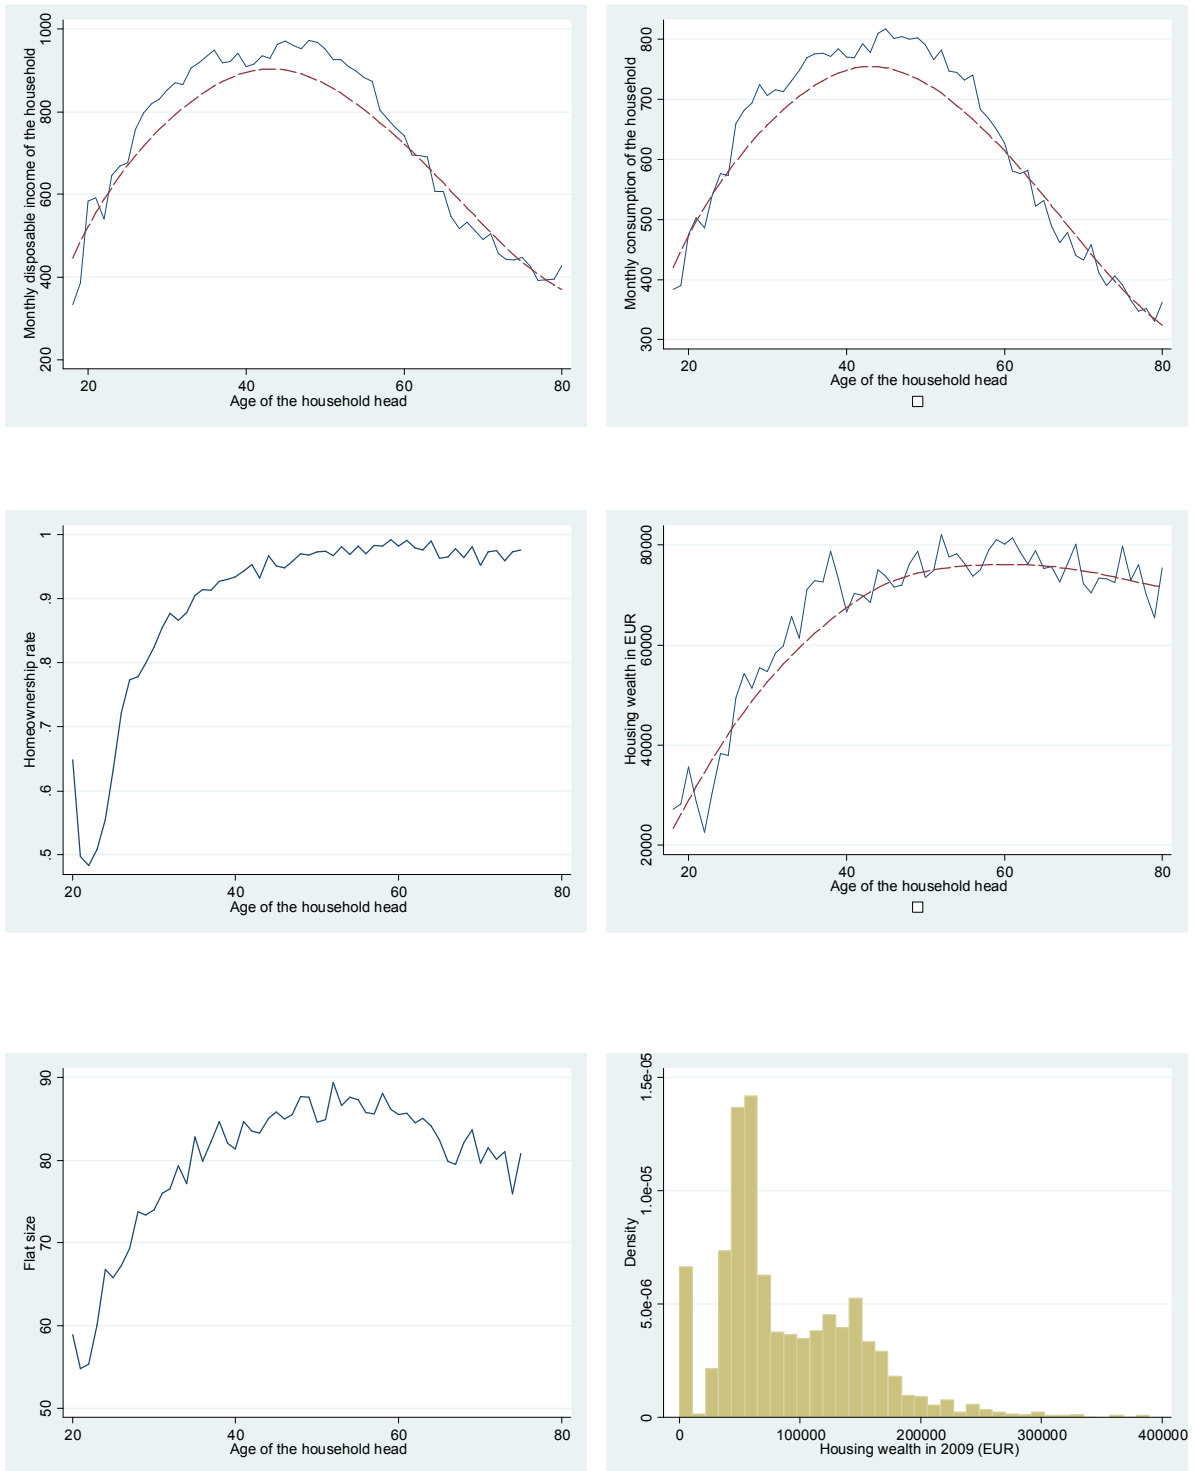 Monthly disposable income of the household
1000
800
600
400
200
20 40 60 80
Age of the household head
Monthly consumption of the household
800
700
600
500
400
300
20 40 60 80
Age of the household head
Homeownership rate
1
.9
.8
.7
.6
.5
20 40 60 80
Age of the household head
Housing wealth in EUR
80000
60000
40000
20000
20 40 60 80
Age of the household head
Flat size
90
80
70
60
50
20 40 60 80
Age of the household head
Density
1.5e-05
1.0e-05
5.0e-06
0
0 100000 200000 300000 400000
Housing wealth in 2009 (EUR)